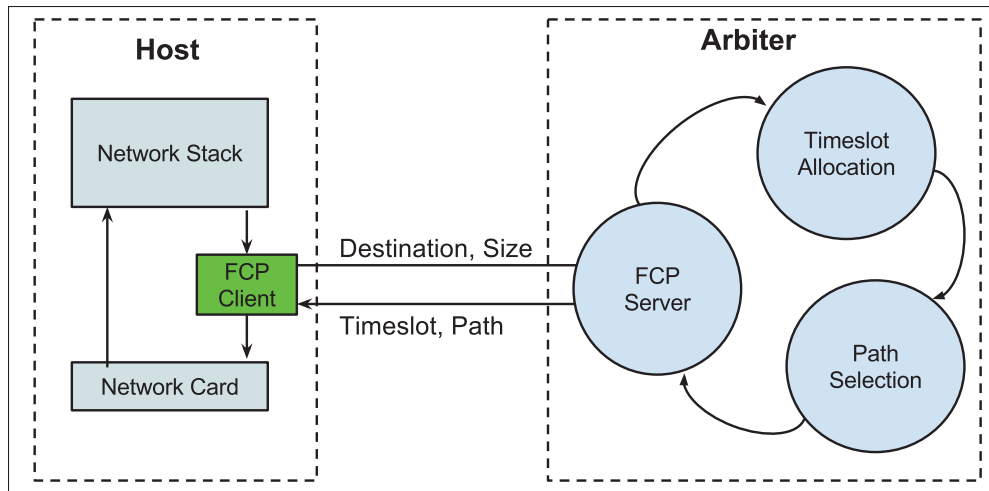 Host
Network Stack
FCP
Client
Network Card
Destination, Size
Timeslot, Path
Arbiter
Timeslot
Allocation
FCP
Server
Path
Selection